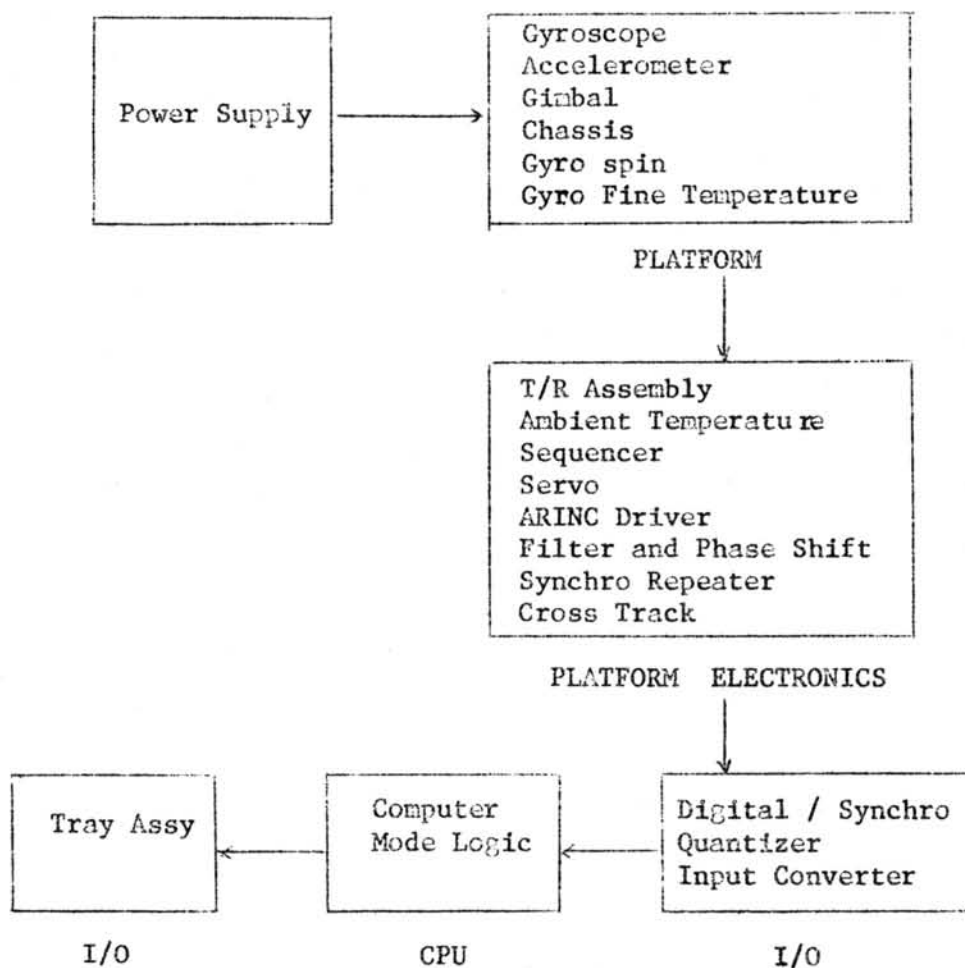 Power Supply
Gyroscope
Accelerometer
Gimbal
Chassis
Gyro spin
Gyro Fine Temperature
PLATFORM
T/R Assembly
Ambient Temperature
Sequencer
Servo
ARINC Driver
Filter and Phase Shift
Synchro Repeater
Cross Track
PLATFORM ELECTRONICS
Tray Assy
I/O
Computer
Mode Logic
CPU
Digital / Synchro
Quantizer
Input Converter
I/O